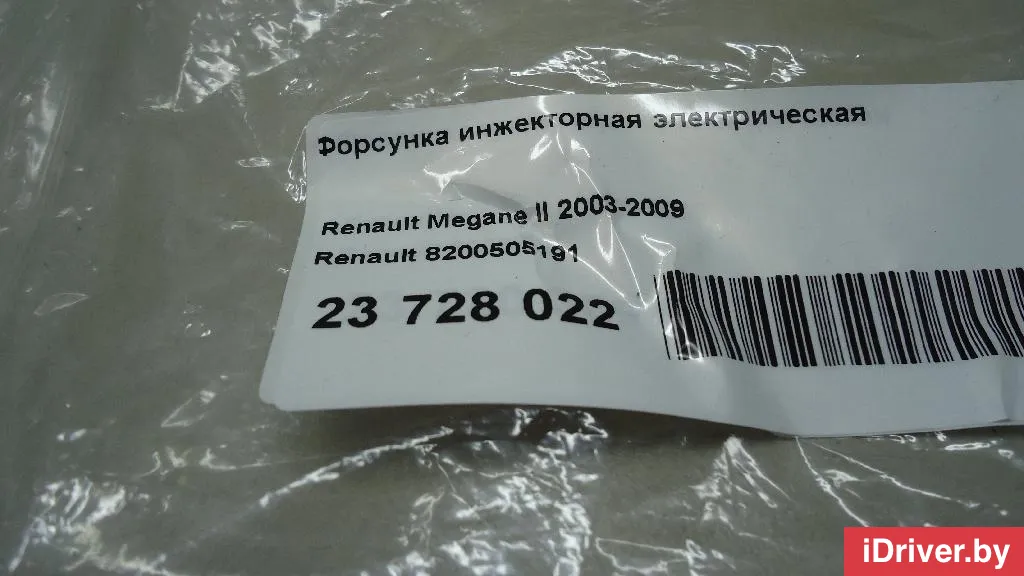 Форсунка инжекторная электрическая
Renault Megane II 2003-2009
Renault 8200505191
23 728 022
iDriver.by